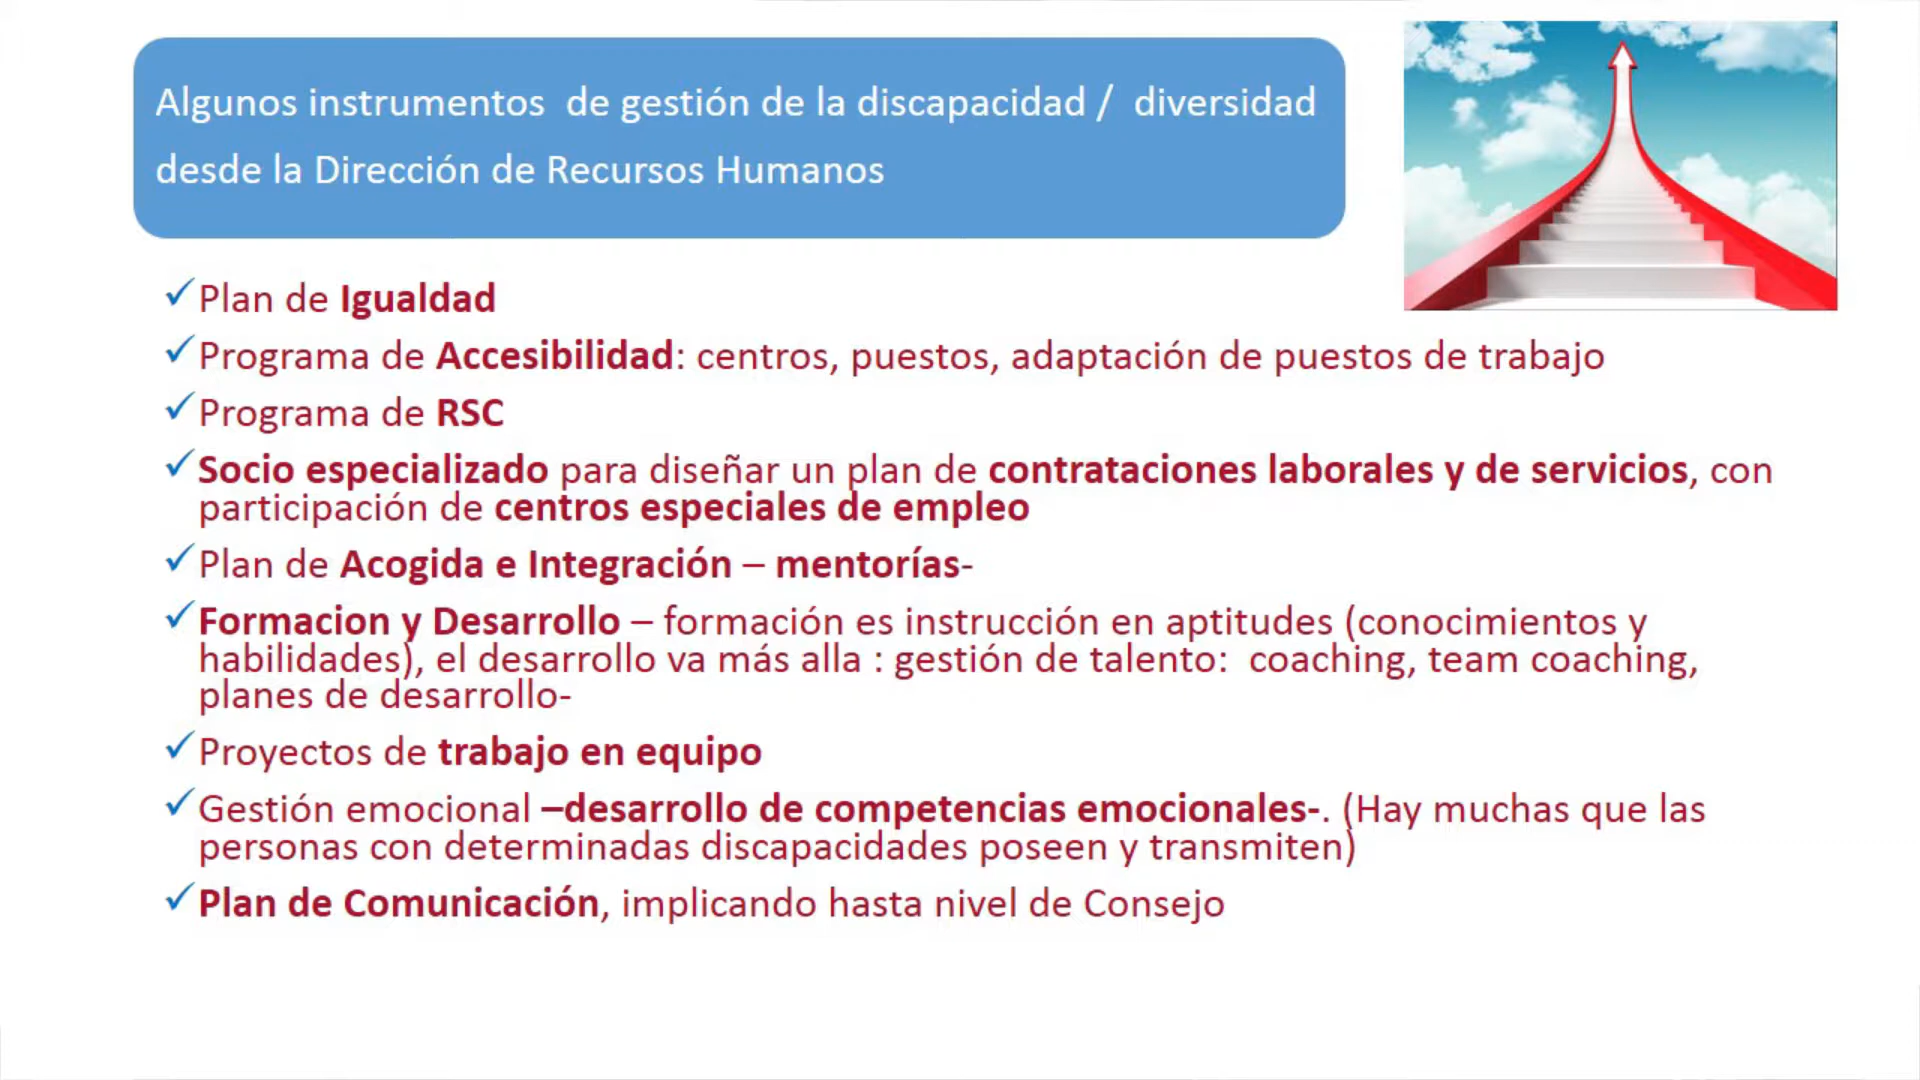 Algunos instrumentos  de gestión de la discapacidad /  diversidad
desde la Dirección de Recursos Humanos
✓Plan de Igualdad
✓Programa de Accesibilidad: centros, puestos, adaptación de puestos de trabajo
✓Programa de RSC
✓Socio especializado para diseñar un plan de contrataciones laborales y de servicios, con
participación de centros especiales de empleo
✓Plan de Acogida e Integración – mentorías-
✓Formacion y Desarrollo – formación es instrucción en aptitudes (conocimientos y
habilidades), el desarrollo va más alla : gestión de talento:  coaching, team coaching,
planes de desarrollo-
✓Proyectos de trabajo en equipo
✓Gestión emocional –desarrollo de competencias emocionales-. (Hay muchas que las
personas con determinadas discapacidades poseen y transmiten)
✓Plan de Comunicación, implicando hasta nivel de Consejo